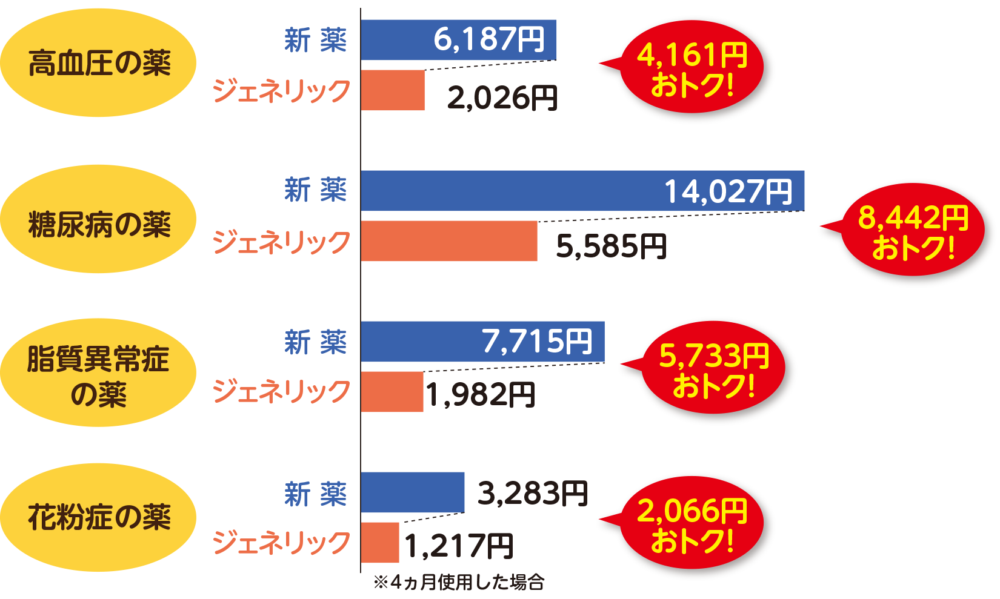 高血圧の薬
新 薬
6,187円
ジェネリック
2,026円
4,161円
おトク!
糖尿病の薬
新 薬
14,027円
ジェネリック
5,585円
8,442円
おトク!
脂質異常症
の薬
新 薬
7,715円
ジェネリック
1,982円
5,733円
おトク!
花粉症の薬
新 薬
3,283円
ジェネリック
1,217円
2,066円
おトク!
※4ヵ月使用した場合